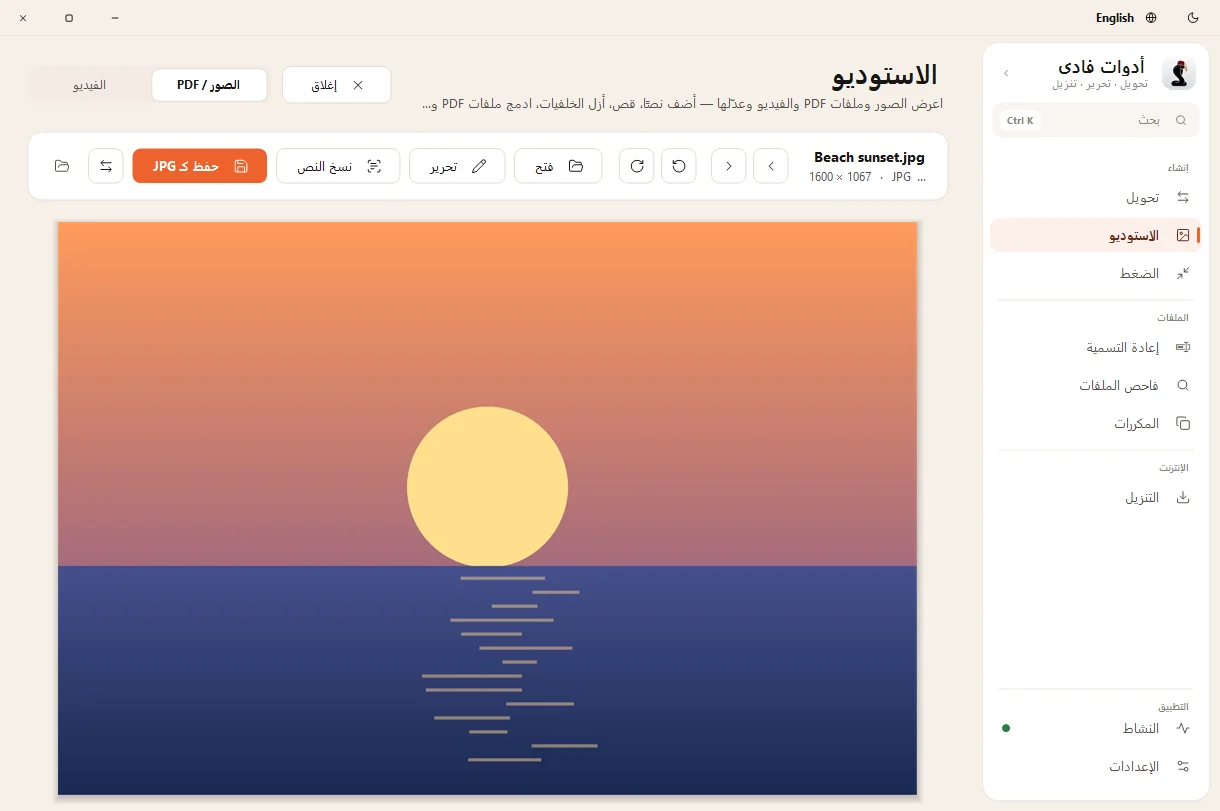 English
أدوات فادي
تحويل · تحرير · تنزيل
بحث
Ctrl K
إنشاء
تحويل
الاستوديو
الضغط
الملفات
إعادة التسمية
فاحص الملفات
المكررات
الإنترنت
التنزيل
التطبيق
النشاط
الإعدادات
الاستوديو
اعرض الصور وملفات PDF والفيديو وعدّلها — أضف نصًا، قص، أزل الخلفيات، ادمج ملفات PDF و...
إغلاق
الصور / PDF
الفيديو
Beach sunset.jpg
1600 × 1067 · JPG ...
فتح
تحرير
نسخ النص
حفظ كـ JPG